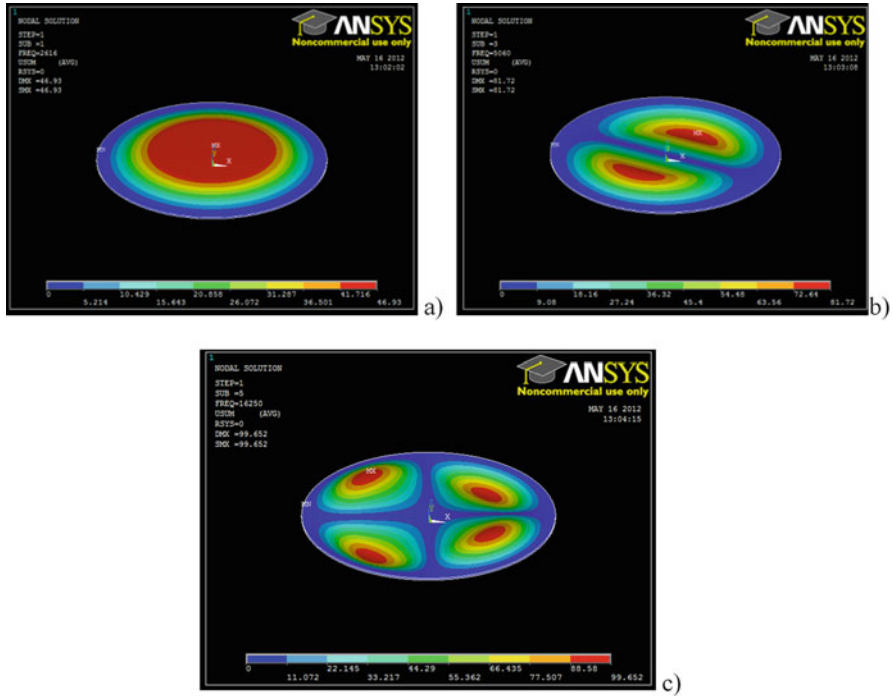 1
NODAL SOLUTION
STEP=1
SUB =1
FREQ=2616
USUM (AVG)
RSYS=0
DMX =46.93
SMX =46.93
ANSYS
Noncommercial use only
MAY 16 2012
13:02:02
MX
MN
Y
X
0 10.429 20.858 31.287 41.716
5.214 15.643 26.072 36.501 46.93
a)
1
NODAL SOLUTION
STEP=1
SUB =3
FREQ=5060
USUM (AVG)
RSYS=0
DMX =81.72
SMX =81.72
ANSYS
Noncommercial use only
MAY 16 2012
13:03:08
MX
MN
X
0 18.16 36.32 54.48 72.64
9.08 27.24 45.4 63.56 81.72
b)
1
NODAL SOLUTION
STEP=1
SUB =5
FREQ=16250
USUM (AVG)
RSYS=0
DMX =99.652
SMX =99.652
ANSYS
Noncommercial use only
MAY 16 2012
13:04:15
MX
MN
X
0 22.145 44.29 66.435 88.58
11.072 33.217 55.362 77.507 99.652
c)